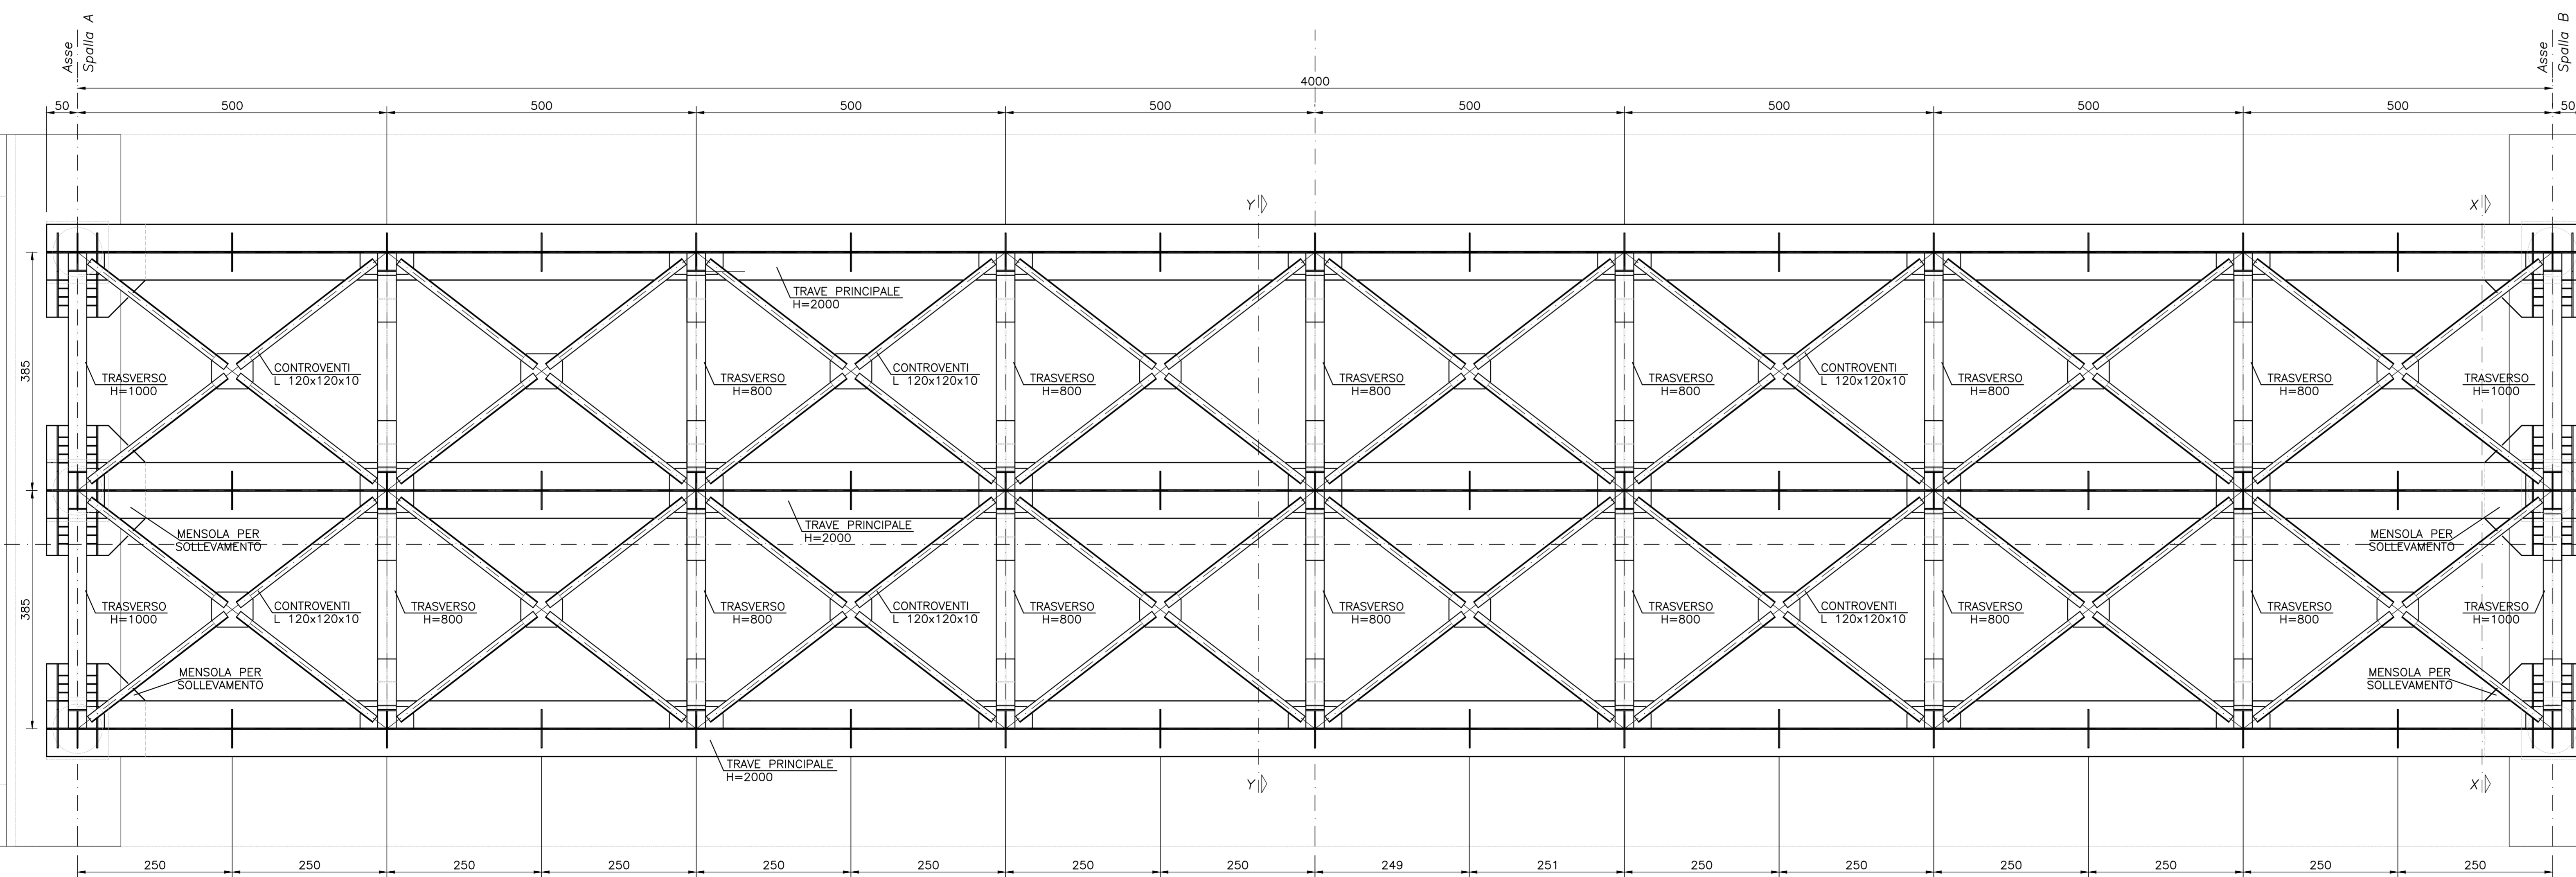 Asse
Spalla A
Asse
Spalla B
4000
50 500 500 500 500 500 500 500 500 50
Y X
TRAVE PRINCIPALE
H=2000
385
TRASVERSO
H=1000
CONTROVENTI
L 120x120x10
TRASVERSO
H=800
CONTROVENTI
L 120x120x10
TRASVERSO
H=800
TRASVERSO
H=800
TRASVERSO
H=800
CONTROVENTI
L 120x120x10
TRASVERSO
H=800
TRASVERSO
H=800
TRASVERSO
H=1000
MENSOLA PER
SOLLEVAMENTO
TRAVE PRINCIPALE
H=2000
MENSOLA PER
SOLLEVAMENTO
385
TRASVERSO
H=1000
CONTROVENTI
L 120x120x10
TRASVERSO
H=800
TRASVERSO
H=800
CONTROVENTI
L 120x120x10
TRASVERSO
H=800
TRASVERSO
H=800
TRASVERSO
H=800
CONTROVENTI
L 120x120x10
TRASVERSO
H=800
TRASVERSO
H=800
TRASVERSO
H=1000
MENSOLA PER
SOLLEVAMENTO
MENSOLA PER
SOLLEVAMENTO
TRAVE PRINCIPALE
H=2000
Y X
250 250 250 250 250 250 250 250 249 251 250 250 250 250 250 250